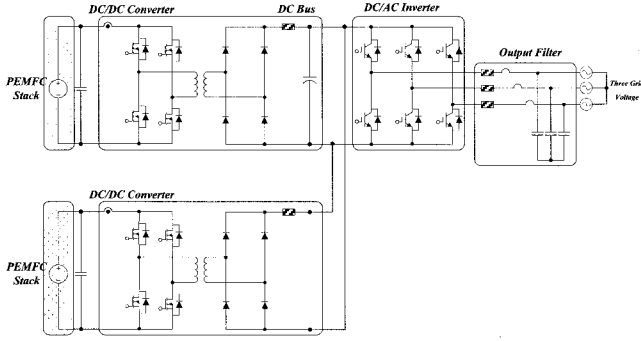 DC/DC Converter
DC Bus
DC/AC Inverter
Output Filter
PEMFC
Stack
Three Gri
Voltage
DC/DC Converter
PEMFC
Stack